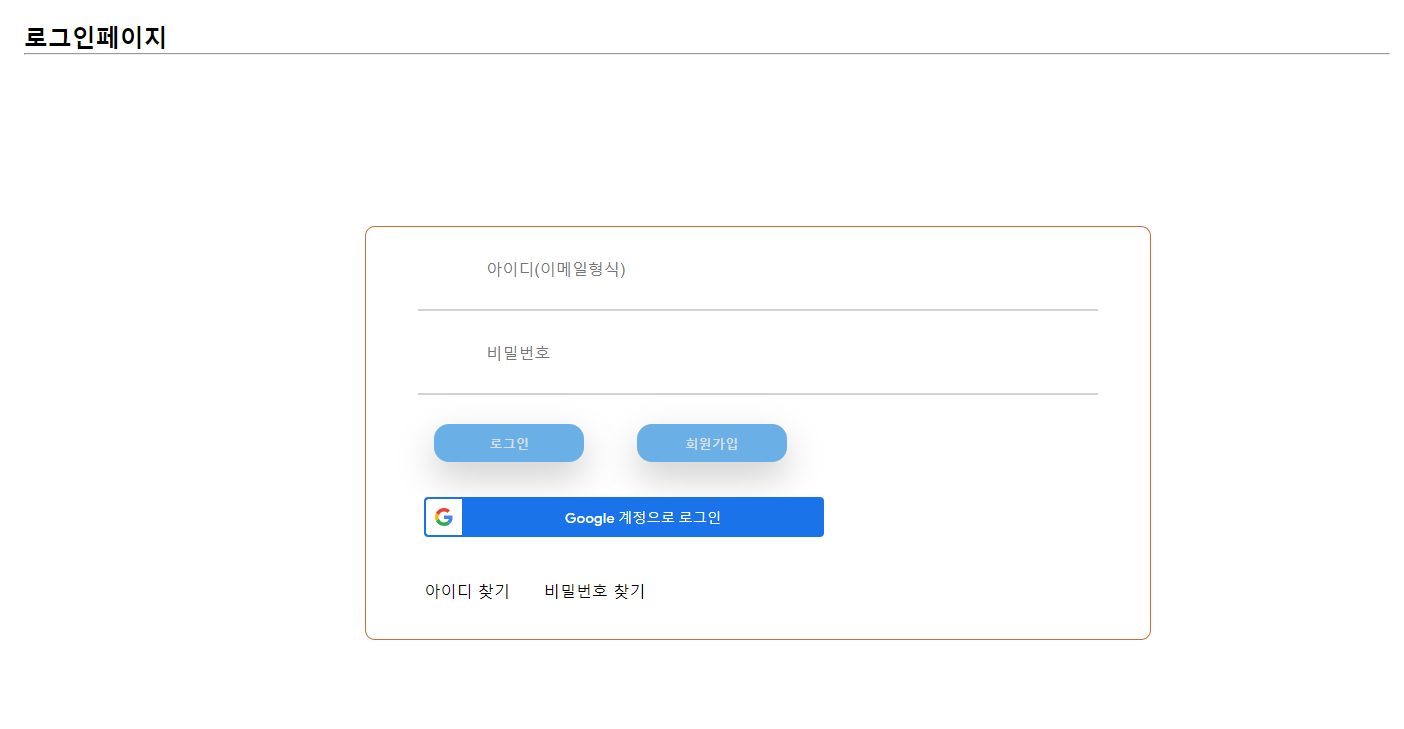 로그인페이지
아이디(이메일형식)
비밀번호
로그인 회원가입
Google 계정으로 로그인
아이디 찾기 비밀번호 찾기